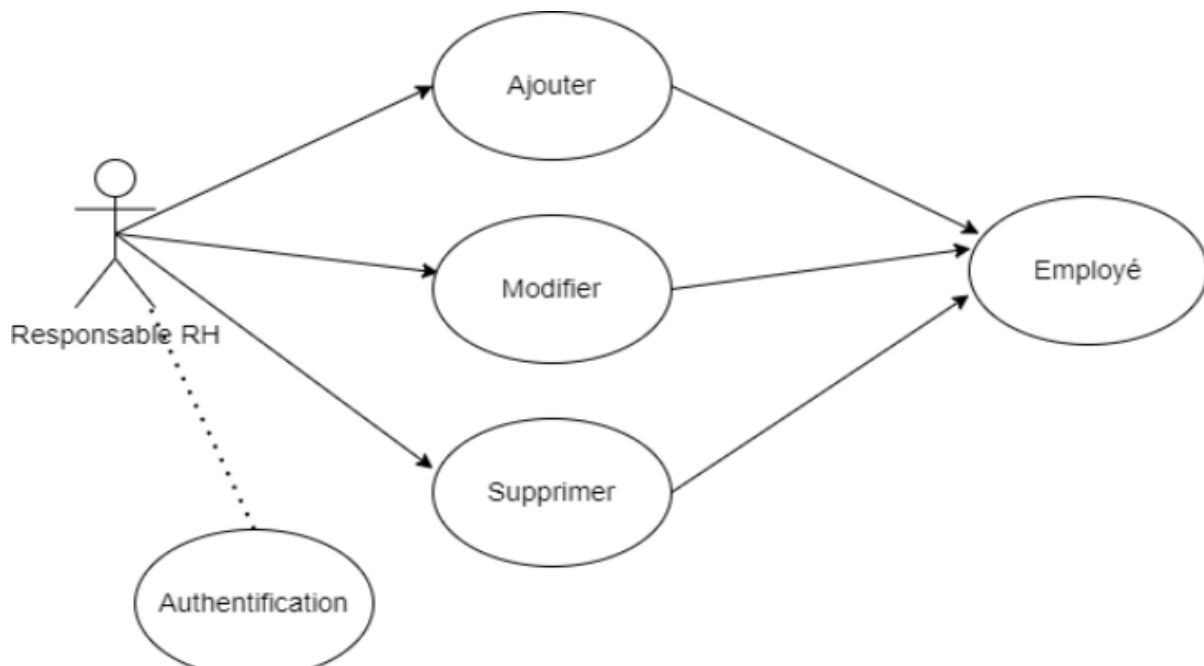 Ajouter
Employé
Modifier
Responsable RH
Supprimer
Authentification